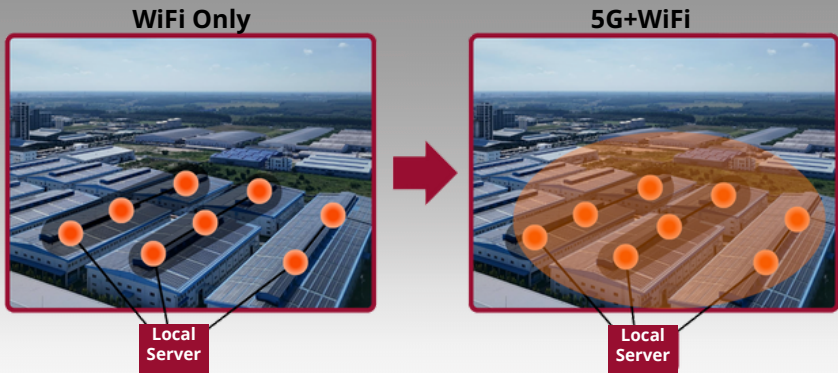 WiFi Only
5G+WiFi
Local
Server
Local
Server